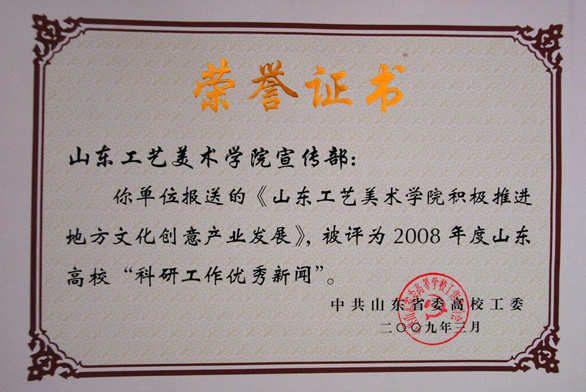 荣誉证书
山东工艺美术学院宣传部：
你单位报送的《山东工艺美术学院积极推进
地方文化创意产业发展》，被评为 2008 年度山东
高校“科研工作优秀新闻”。
中共山东省委高校工委
二〇〇九年三月